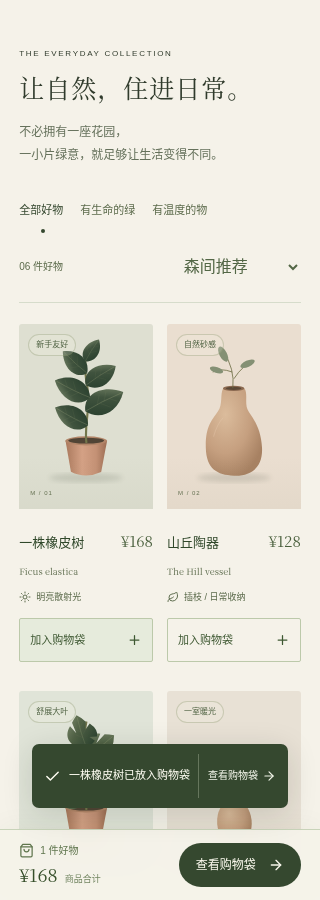 THE EVERYDAY COLLECTION
让自然，住进日常。
不必拥有一座花园，
一小片绿意，就足够让生活变得不同。
全部好物 有生命的绿 有温度的物
06 件好物 森间推荐
新手友好 自然砂感
M / 01 M / 02
一株橡皮树 ¥168 山丘陶器 ¥128
Ficus elastica The Hill vessel
明亮散射光 插枝 / 日常收纳
加入购物袋 加入购物袋
舒展大叶 一室暖光
一株橡皮树已放入购物袋 查看购物袋
1 件好物
¥168 商品合计 查看购物袋